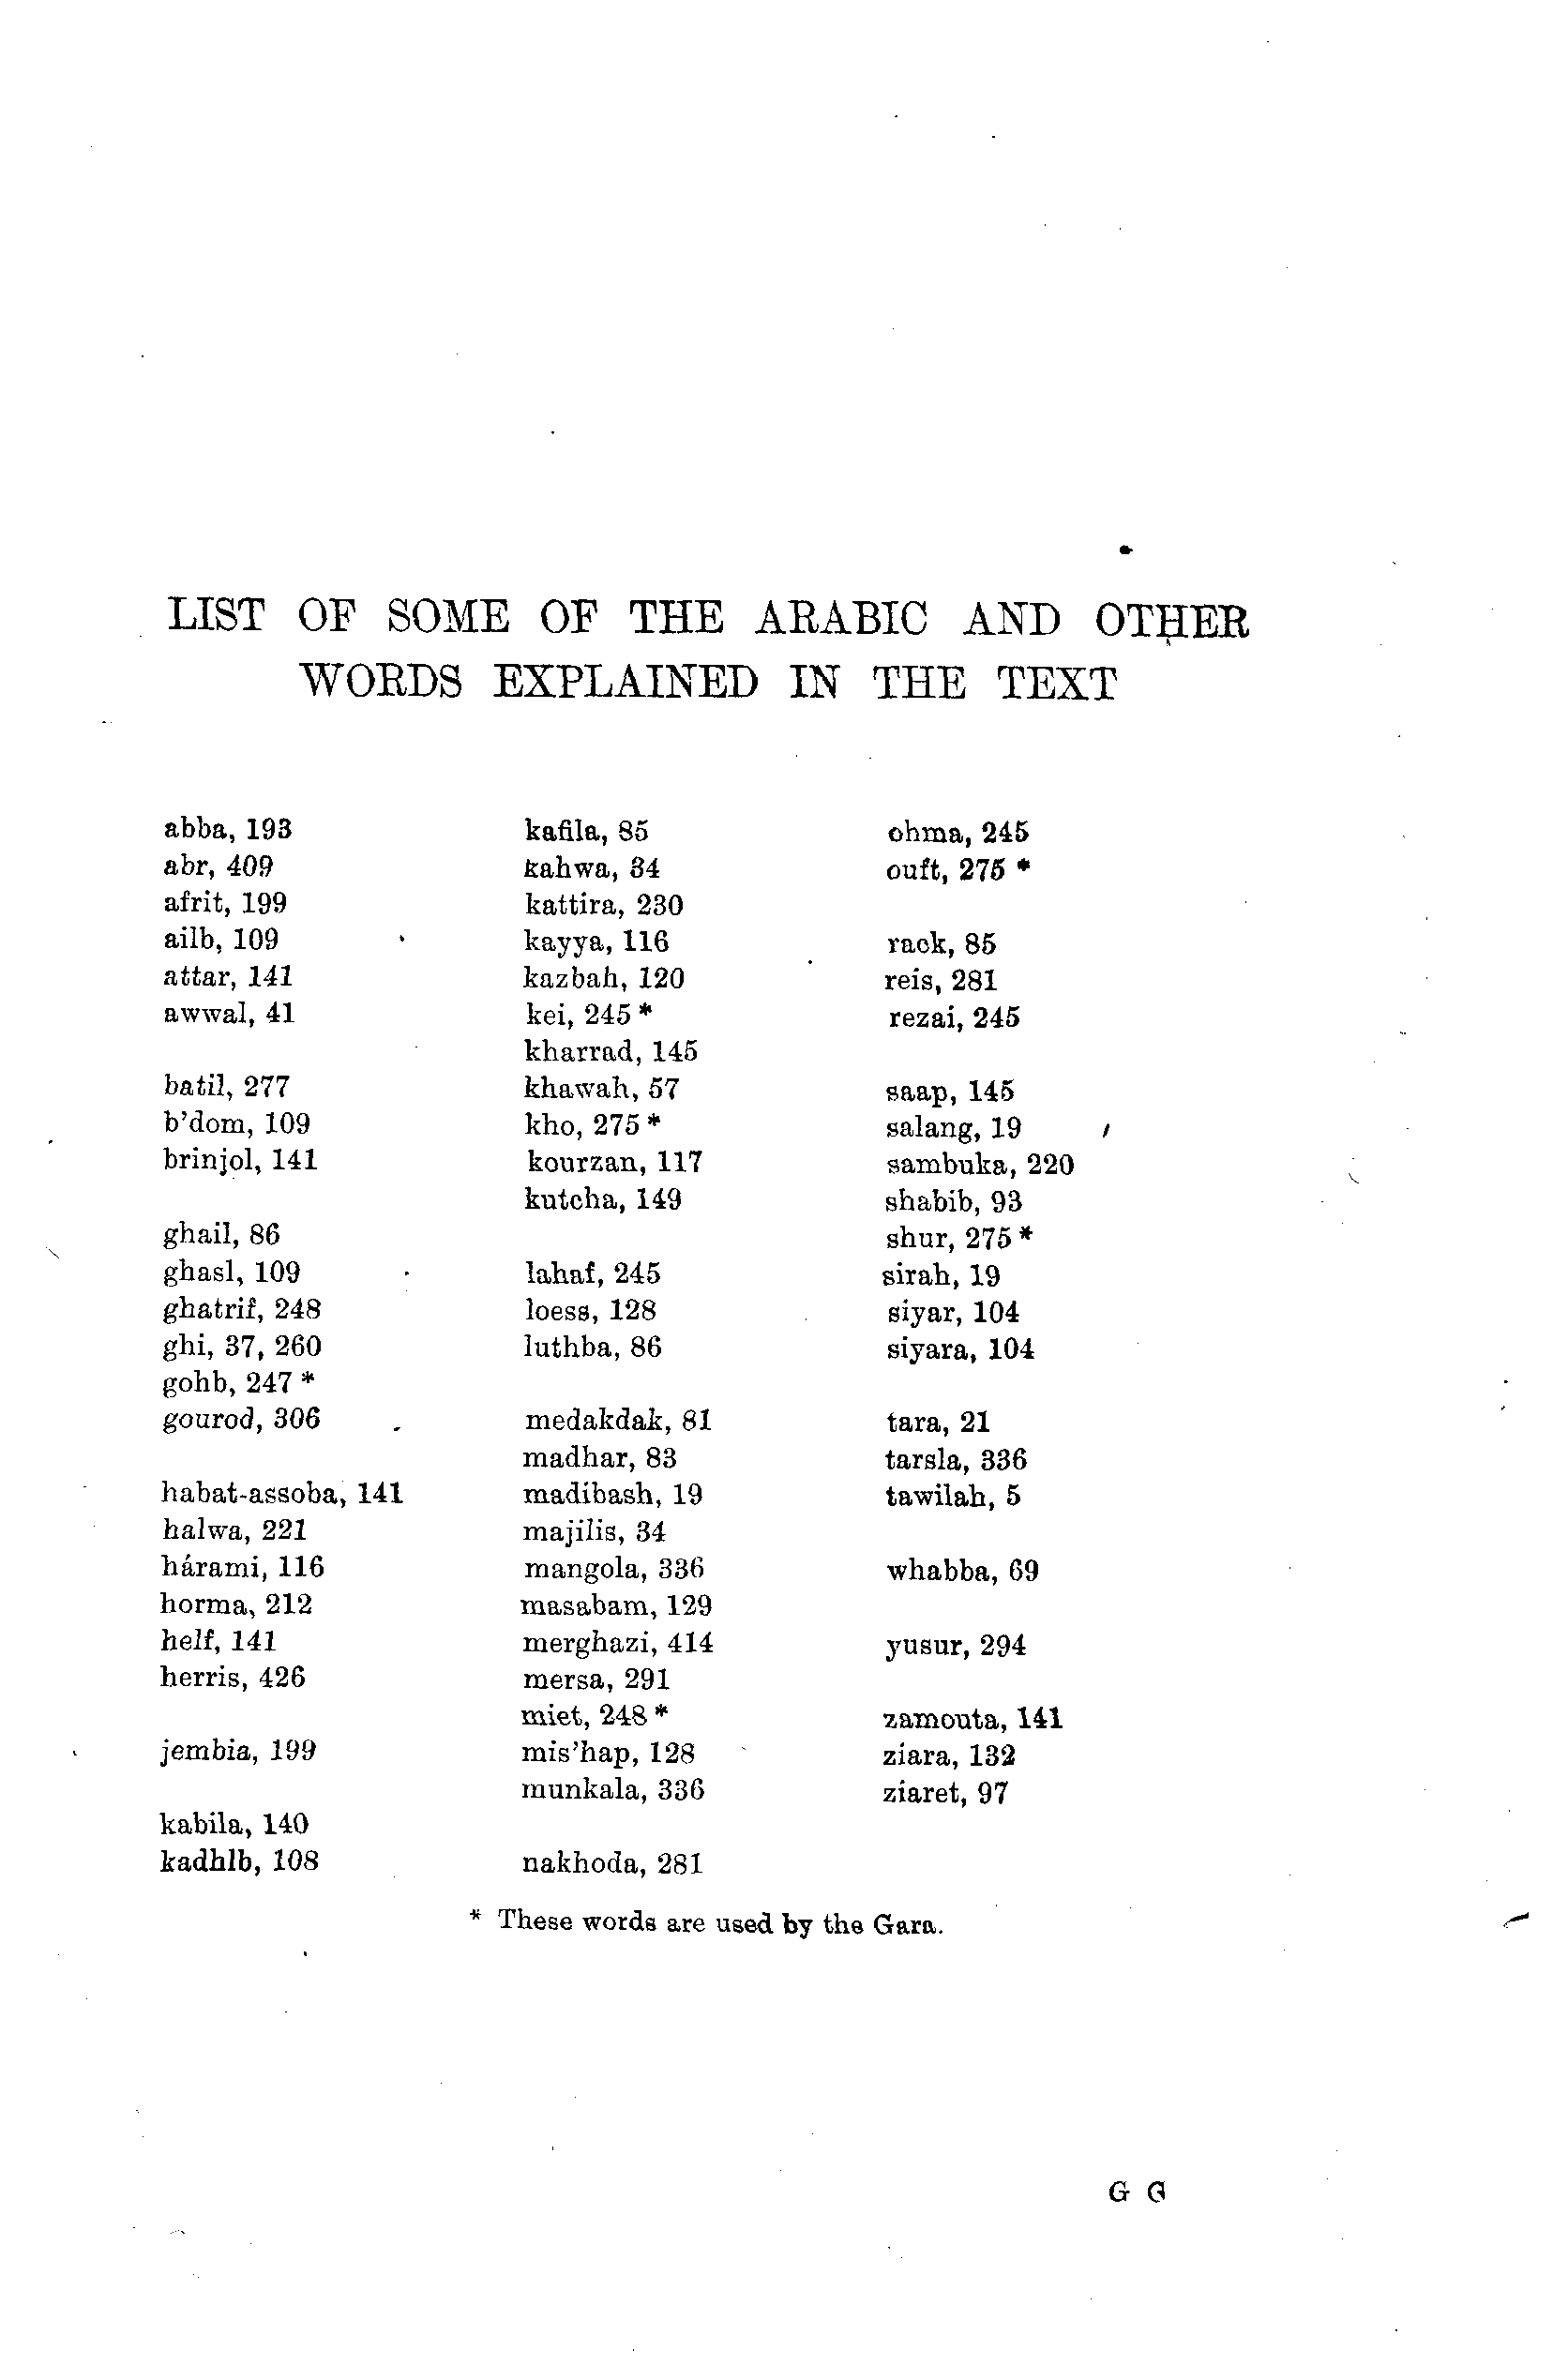 LIST OF SOME OF THE ARABIC AND OTHER
WORDS EXPLAINED IN THE TEXT
abba, 193
abr, 409
afrit, 199
ailb, 109
attar, 141
awwal, 41
batil, 277
b'dom, 109
brinjol, 141
ghail, 86
ghasl, 109
ghatrif, 248
ghi, 37, 260
gohb, 247 *
gourod, 306
habat-assoba, 141
halwa, 221
hárami, 116
horma, 212
helf, 141
herris, 426
jembia, 199
kabila, 140
kadhlb, 108
kafila, 85
kahwa, 34
kattira, 230
kayya, 116
kazbah, 120
kei, 245 *
kharrad, 145
khawah, 57
kho, 275 *
kourzan, 117
kutcha, 149
lahaf, 245
loess, 128
luthba, 86
medakdak, 81
madhar, 83
madibash, 19
majilis, 34
mangola, 336
masabam, 129
merghazi, 414
mersa, 291
miet, 248 *
mis'hap, 128
munkala, 336
nakhoda, 281
ohma, 245
ouft, 275 *
rack, 85
reis, 281
rezai, 245
saap, 145
salang, 19
sambuka, 220
shabib, 93
shur, 275 *
sirah, 19
siyar, 104
siyara, 104
tara, 21
tarsla, 336
tawilah, 5
whabba, 69
yusur, 294
zamouta, 141
ziara, 132
ziaret, 97
* These words are used by the Gara.
G G